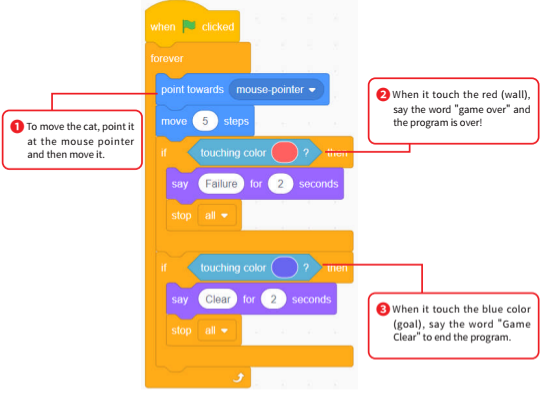 when clicked
forever
point towards mouse-pointer
move 5 steps
if touching color ? then
say Failure for 2 seconds
stop all
if touching color ? then
say Clear for 2 seconds
stop all
1 To move the cat, point it
at the mouse pointer
and then move it.
2 When it touch the red (wall),
say the word "game over" and
the program is over!
3 When it touch the blue color
(goal), say the word "Game
Clear" to end the program.